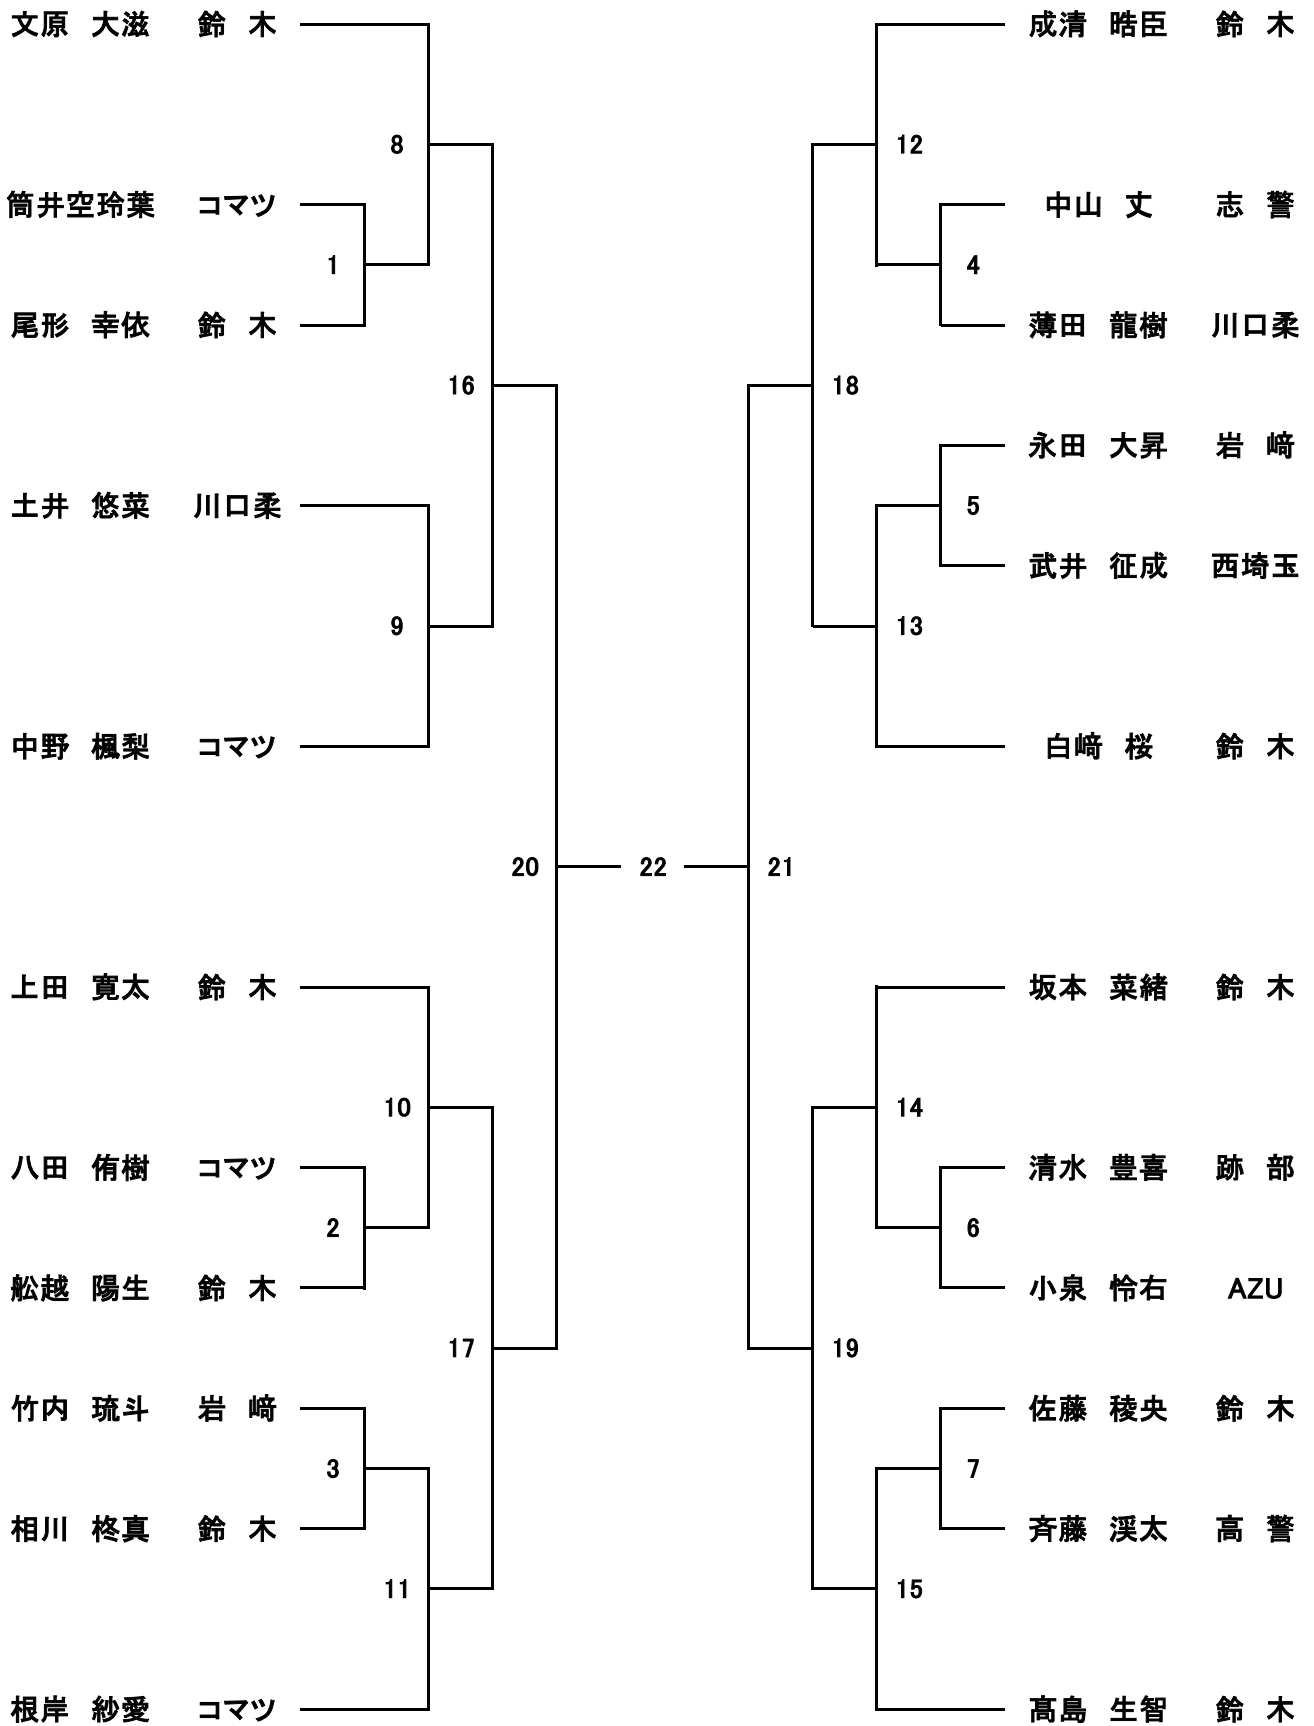 文原 大滋 鈴 木
8
筒井空玲葉 コマツ
1
尾形 幸依 鈴 木
16
土井 悠菜 川口柔
9
中野 楓梨 コマツ
20
上田 寛太 鈴 木
10
八田 侑樹 コマツ
2
舩越 陽生 鈴 木
17
竹内 琉斗 岩 﨑
3
相川 柊真 鈴 木
11
根岸 紗愛 コマツ
22
成清 晧臣 鈴 木
12
中山 丈 志 警
4
薄田 龍樹 川口柔
18
永田 大昇 岩 﨑
5
武井 征成 西埼玉
13
白﨑 桜 鈴 木
21
坂本 菜緒 鈴 木
14
清水 豊喜 跡 部
6
小泉 怜右 AZU
19
佐藤 稜央 鈴 木
7
斉藤 渓太 高 警
15
髙島 生智 鈴 木